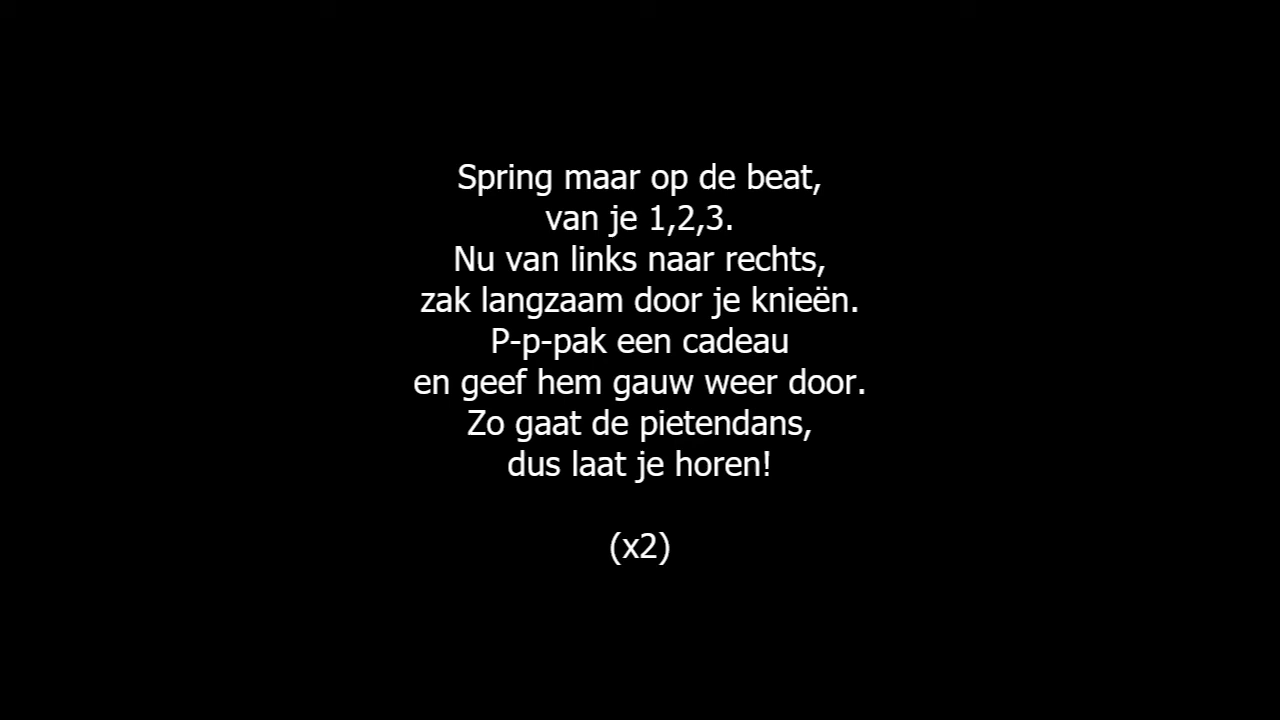 Spring maar op de beat,
van je 1,2,3.
Nu van links naar rechts,
zak langzaam door je knieën.
P-p-pak een cadeau
en geef hem gauw weer door.
Zo gaat de pietendans,
dus laat je horen!
(x2)